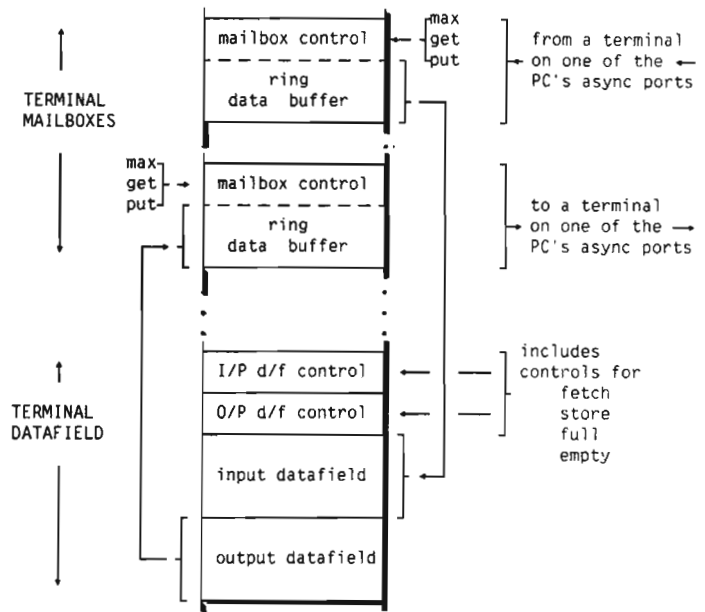 TERMINAL
MAILBOXES
mailbox control
ring
data buffer
max
get
put
from a terminal
on one of the
PC's async ports
max
get
put
mailbox control
ring
data buffer
to a terminal
on one of the
PC's async ports
TERMINAL
DATAFIELD
I/P d/f control
O/P d/f control
input datafield
output datafield
includes
controls for
fetch
store
full
empty